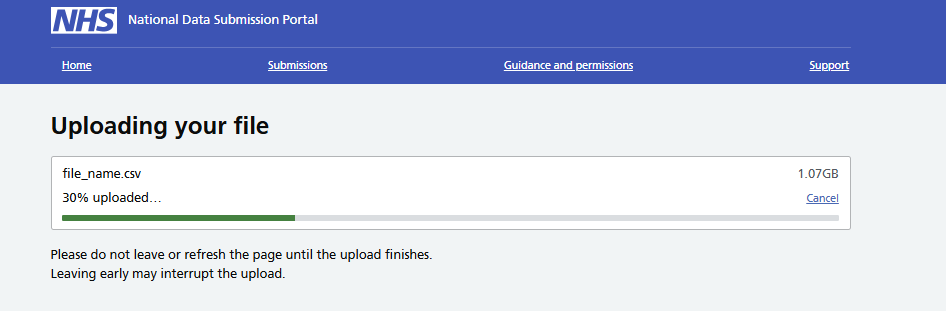 NHS National Data Submission Portal
Home Submissions Guidance and permissions Support
Uploading your file
file_name.csv 1.07GB
30% uploaded… Cancel
Please do not leave or refresh the page until the upload finishes.
Leaving early may interrupt the upload.